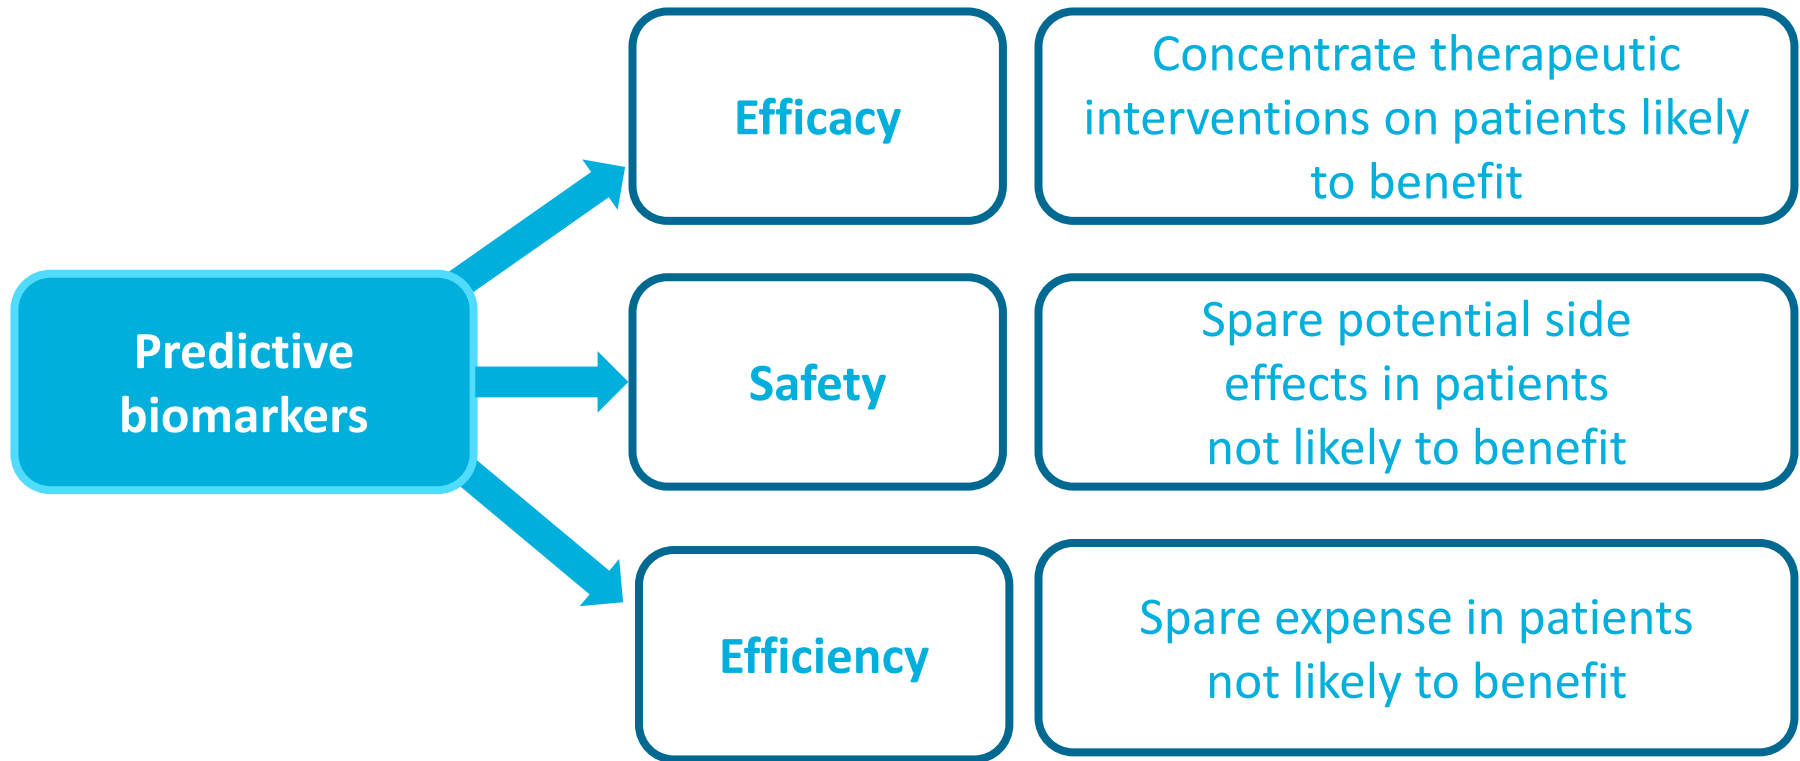 Predictive
biomarkers
Efficacy
Concentrate therapeutic
interventions on patients likely
to benefit
Safety
Spare potential side
effects in patients
not likely to benefit
Efficiency
Spare expense in patients
not likely to benefit